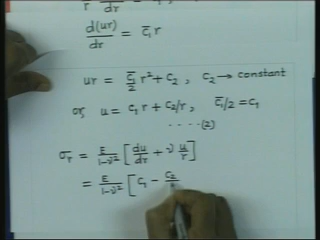 d(ur)/dr = c̄₁r
ur = c̄₁/2 r² + c₂, c₂ → constant
or, u = c₁ r + c₂/r, c̄₁/2 = c₁
.....(2)
σr = E/1-ν² [du/dr + ν u/r]
= E/1-ν² [c₁ - c₂